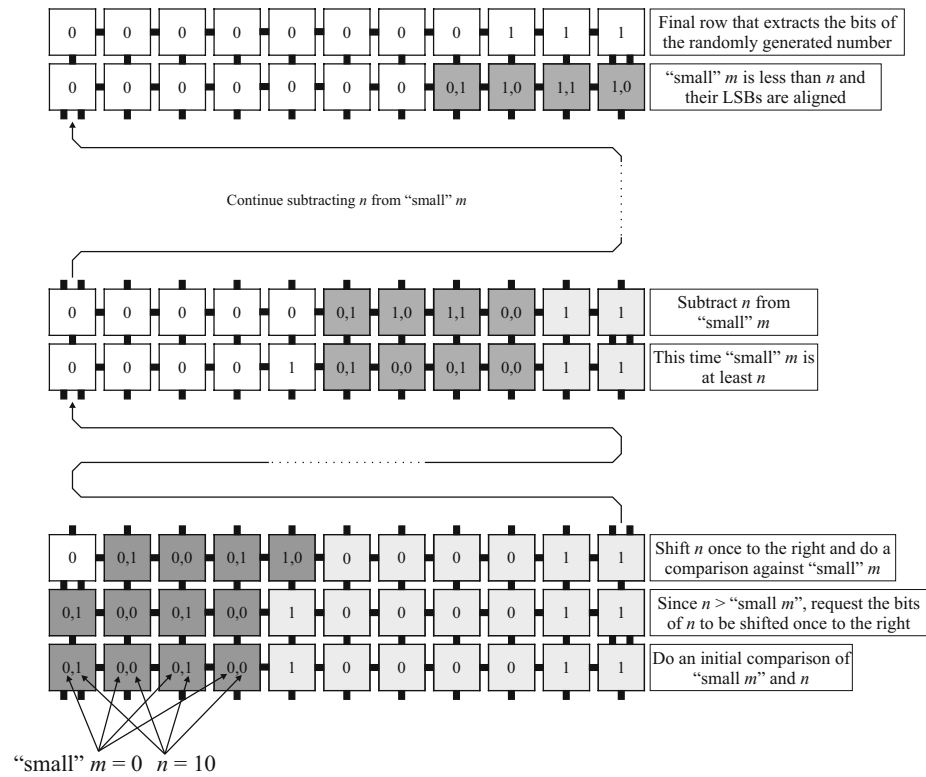 0 0 0 0 0 0 0 0 1 1 1
Final row that extracts the bits of
the randomly generated number
0 0 0 0 0 0 0 0,1 1,0 1,1 1,0
“small” m is less than n and
their LSBs are aligned
Continue subtracting n from “small” m
0 0 0 0 0 0,1 1,0 1,1 0,0 1 1
Subtract n from
“small” m
0 0 0 0 1 0,1 0,0 0,1 0,0 1 1
This time “small” m is
at least n
0 0,1 0,0 0,1 1,0 0 0 0 0 1 1
Shift n once to the right and do a
comparison against “small” m
0,1 0,0 0,1 0,0 1 0 0 0 0 1 1
Since n > “small m”, request the bits
of n to be shifted once to the right
0,1 0,0 0,1 0,0 1 0 0 0 0 1 1
Do an initial comparison of
“small m” and n
“small” m = 0 n = 10